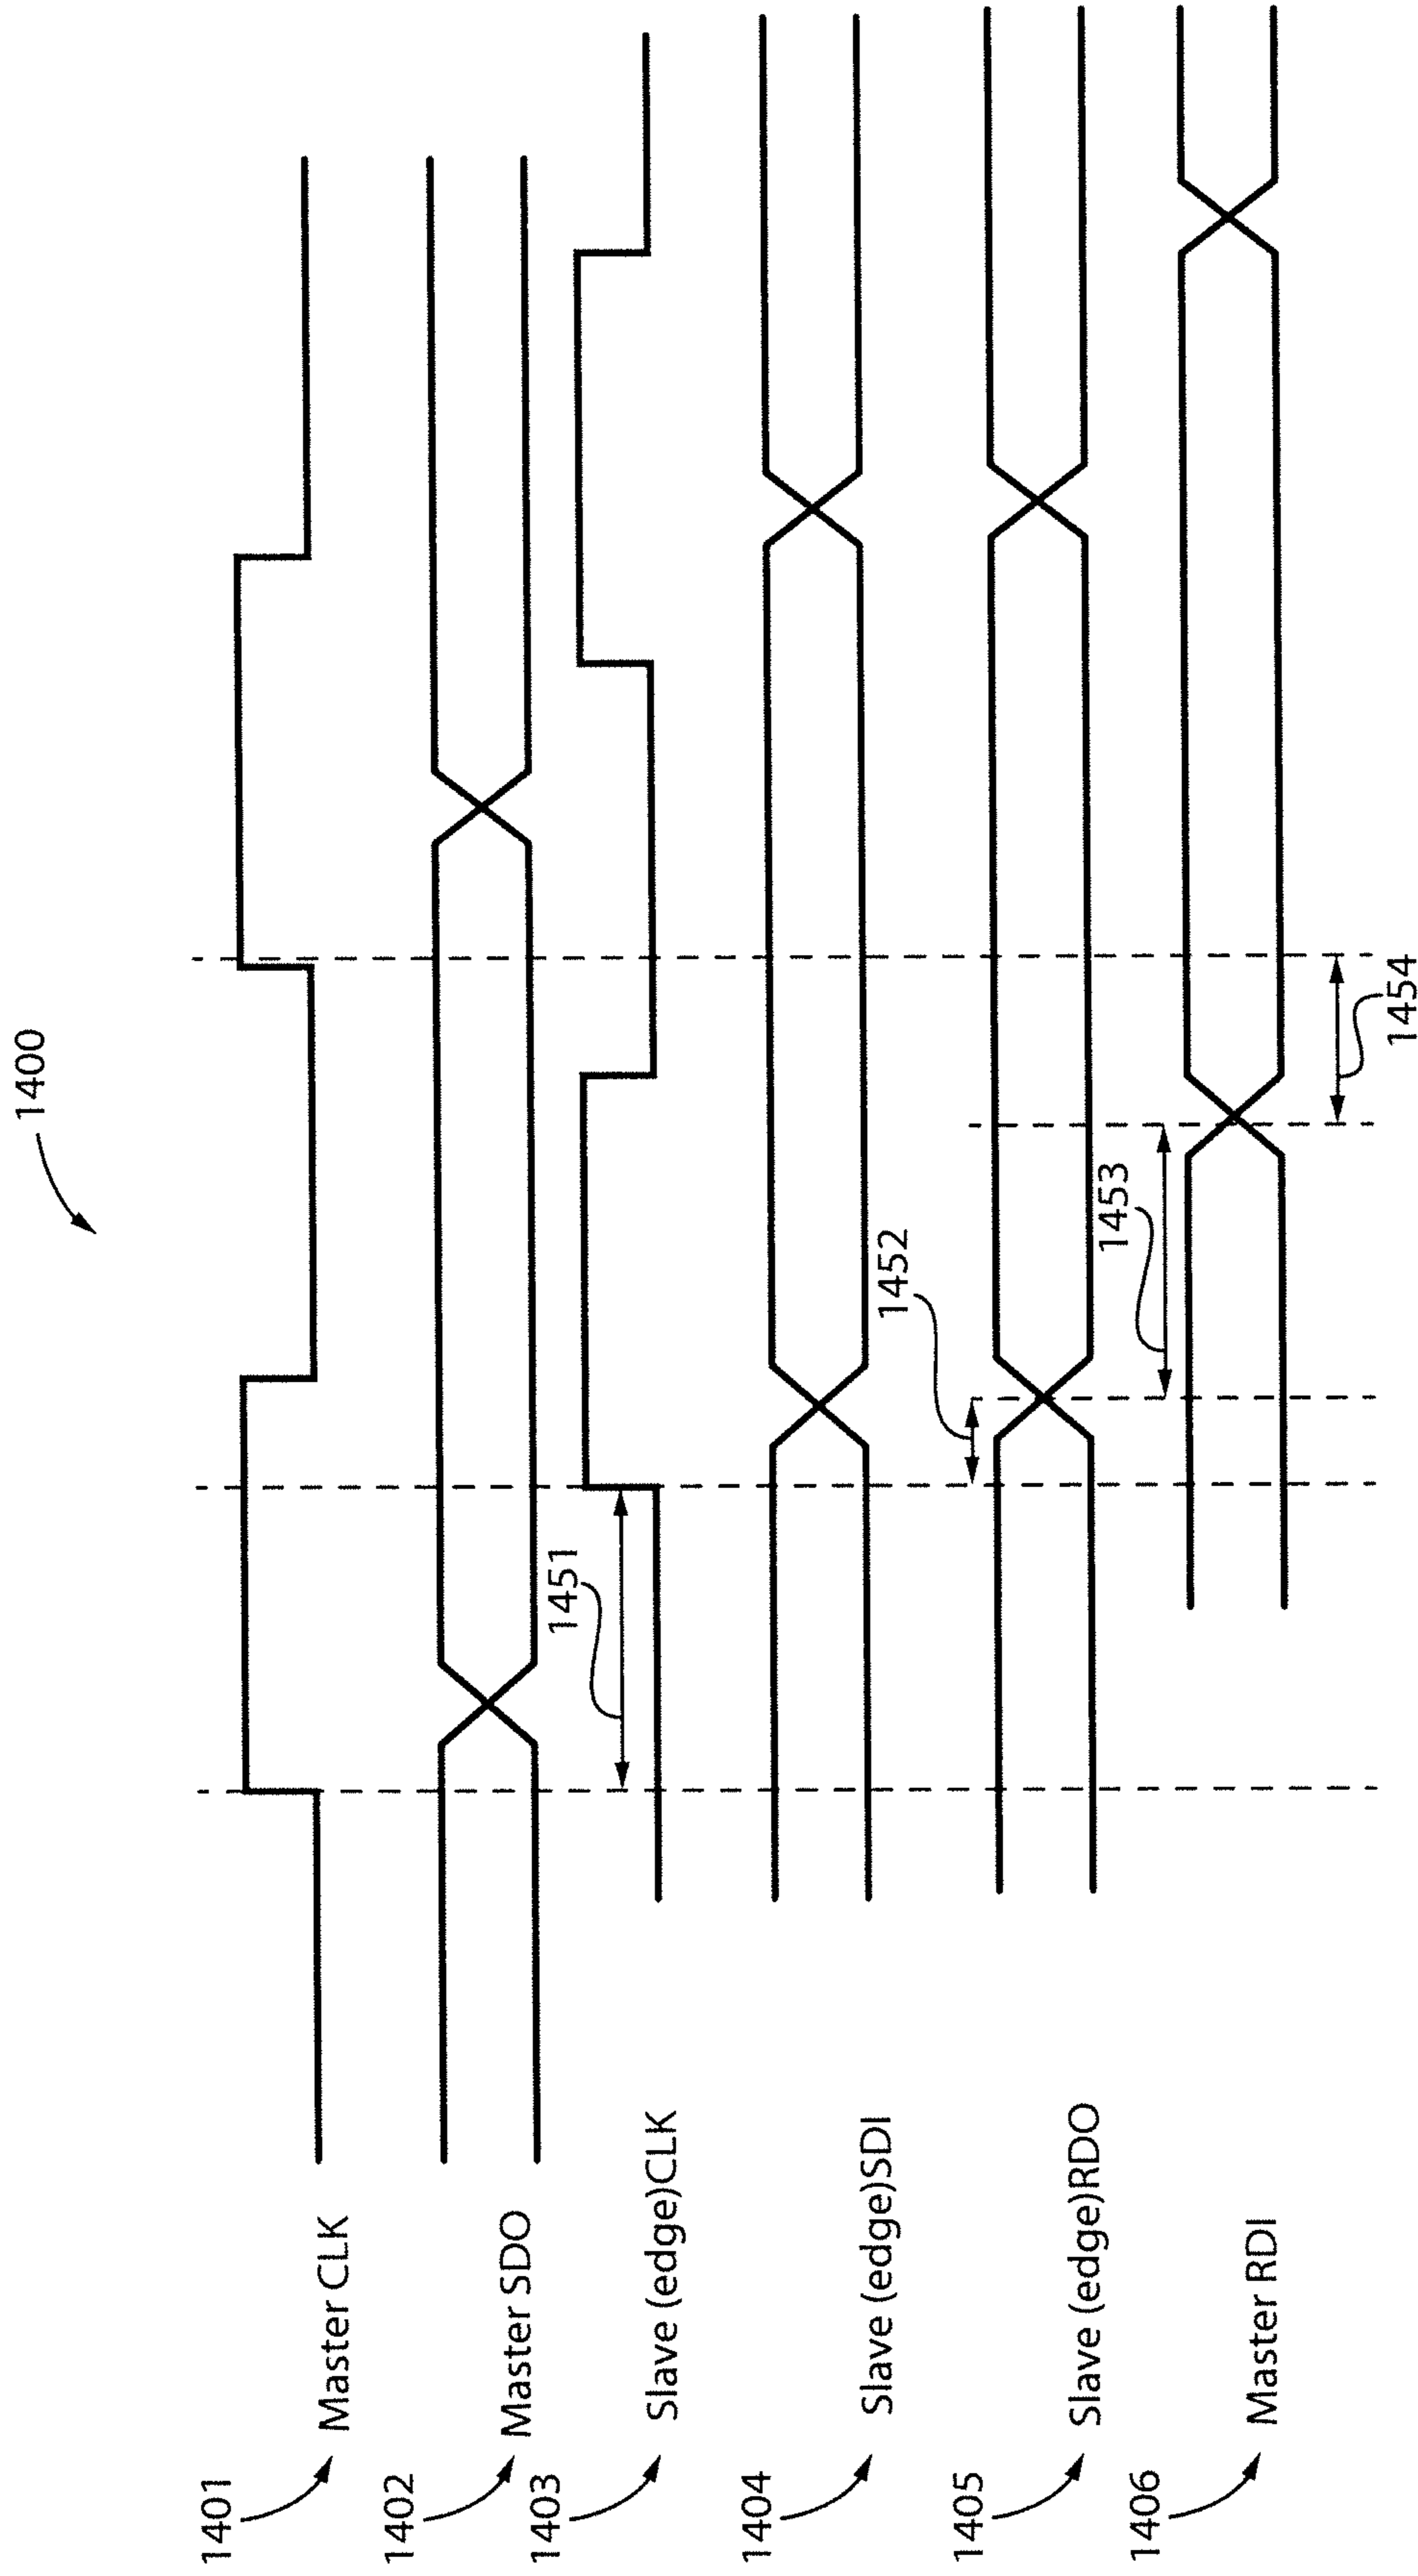 1400
1401
Master CLK
1402
Master SDO
1403
Slave (edge)CLK
1451
1404
Slave (edge)SDI
1452
1405
Slave (edge)RDO
1453
1406
Master RDI
1454